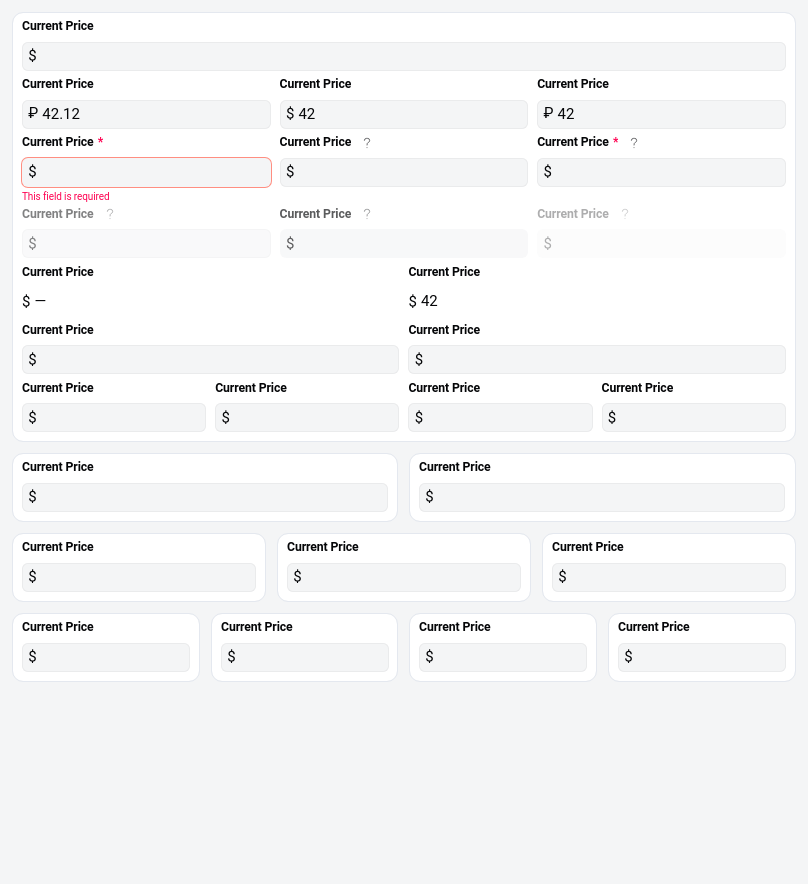 Current Price
$
Current Price Current Price Current Price
₽ 42.12 $ 42 ₽ 42
Current Price * Current Price ? Current Price * ?
$ $ $
This field is required
Current Price ? Current Price ? Current Price ?
$ $ $
Current Price Current Price
$ — $ 42
Current Price Current Price
$ $
Current Price Current Price Current Price Current Price
$ $ $ $
Current Price Current Price
$ $
Current Price Current Price Current Price
$ $ $
Current Price Current Price Current Price Current Price
$ $ $ $